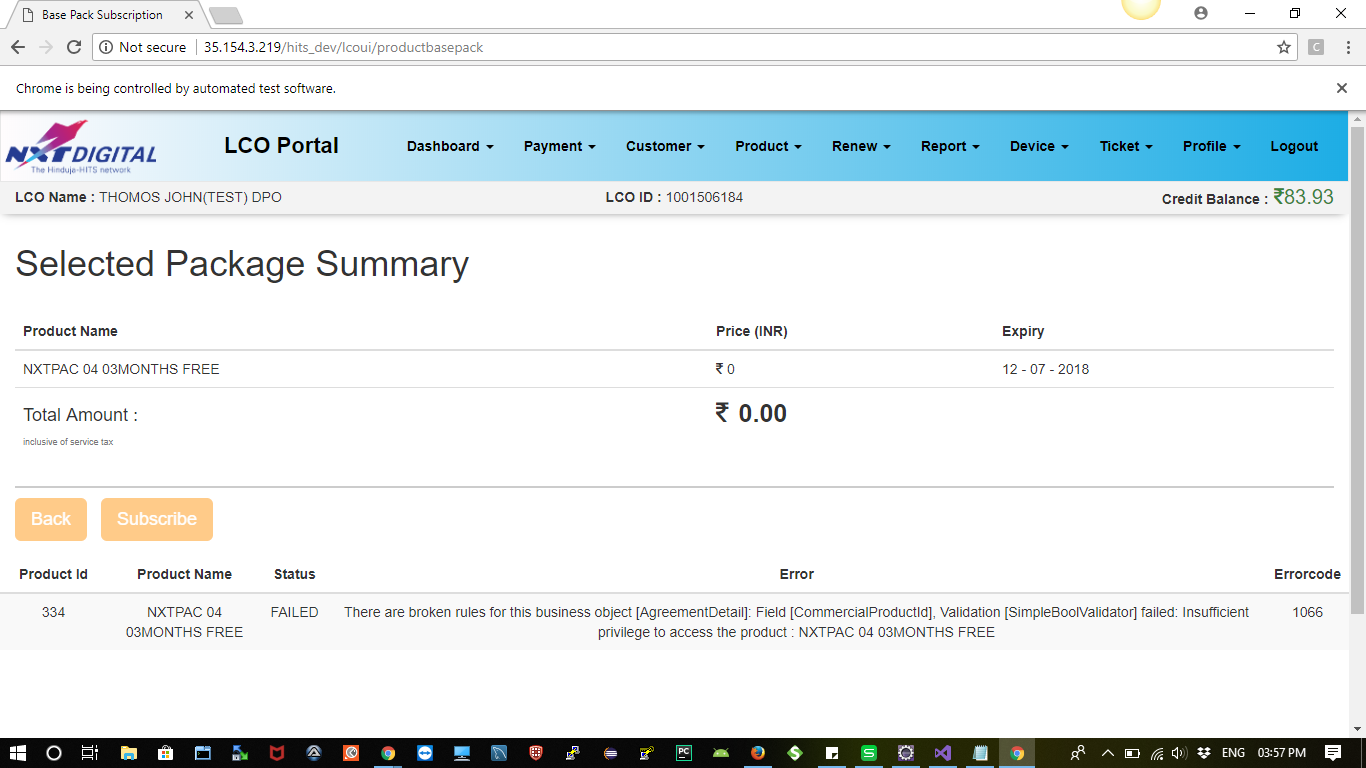 Base Pack Subscription
Not secure 35.154.3.219/hits_dev/lcoui/productbasepack
C
Chrome is being controlled by automated test software.
NXT DIGITAL
The Hinduja-HITS network
LCO Portal Dashboard Payment Customer Product Renew Report Device Ticket Profile Logout
LCO Name : THOMOS JOHN(TEST) DPO LCO ID : 1001506184 Credit Balance : ₹83.93
Selected Package Summary
Product Name Price (INR) Expiry
NXTPAC 04 03MONTHS FREE ₹ 0 12 - 07 - 2018
Total Amount : ₹ 0.00
inclusive of service tax
Back Subscribe
Product Id Product Name Status Error Errorcode
334 NXTPAC 04 FAILED There are broken rules for this business object [AgreementDetail]: Field [CommercialProductId], Validation [SimpleBoolValidator] failed: Insufficient 1066
03MONTHS FREE privilege to access the product : NXTPAC 04 03MONTHS FREE
PC S ENG 03:57 PM